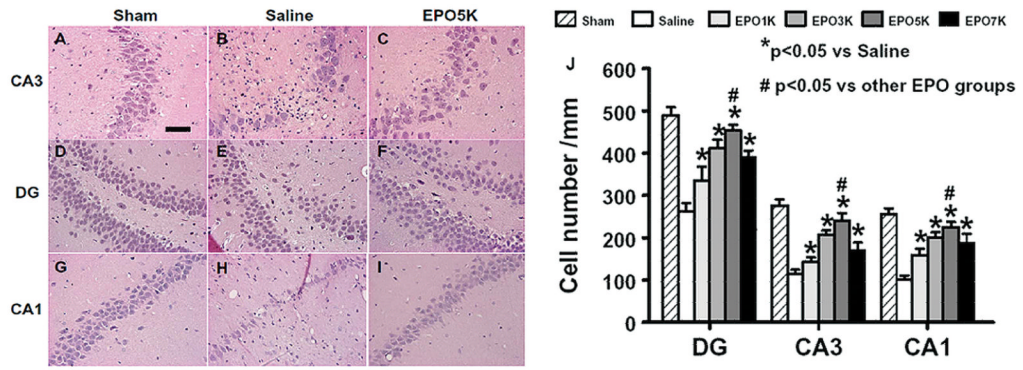 Sham Saline EPO5K
A B C
CA3
D E F
DG
G H I
CA1
Sham Saline EPO1K EPO3K EPO5K EPO7K
*p<0.05 vs Saline
# p<0.05 vs other EPO groups
J
Cell number /mm
600
500
400
300
200
100
0
* * # * *
* * # * *
* * # * *
DG CA3 CA1